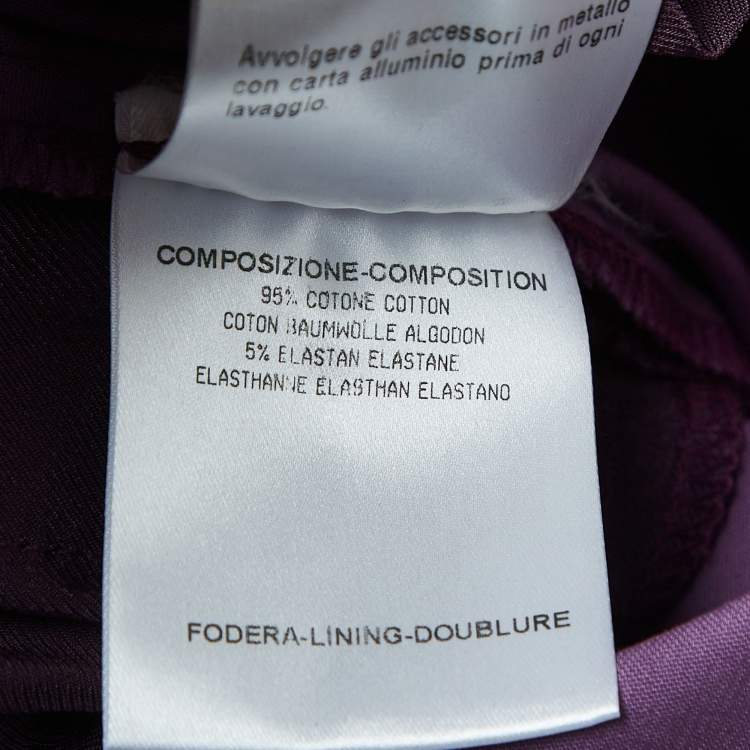 Avvolgere gli accessori in metallo
con carta alluminio prima di ogni
lavaggio.
COMPOSIZIONE-COMPOSITION
95% COTONE COTTON
COTON BAUMWOLLE ALGODON
5% ELASTAN ELASTANE
ELASTHANNE ELASTHAN ELASTANO
FODERA-LINING-DOUBLURE